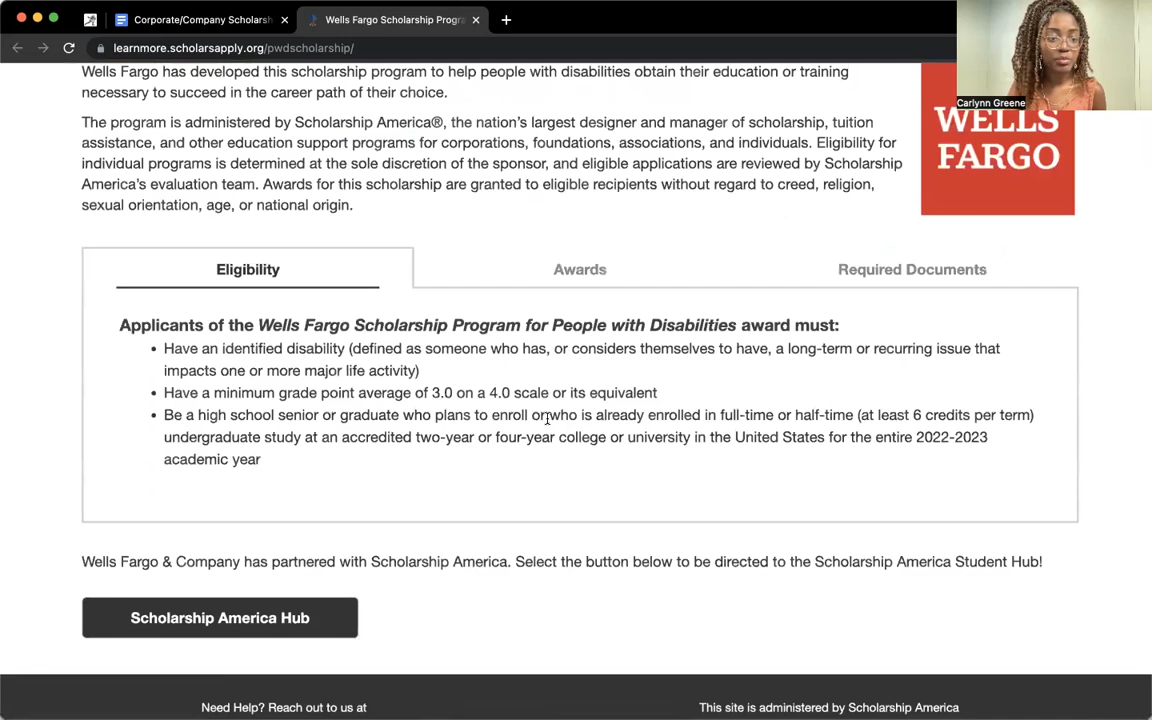 Corporate/Company Scholarsh
Wells Fargo Scholarship Progra
learnmore.scholarsapply.org/pwdscholarship/
Carlynn Greene
Wells Fargo has developed this scholarship program to help people with disabilities obtain their education or training
necessary to succeed in the career path of their choice.
The program is administered by Scholarship America®, the nation's largest designer and manager of scholarship, tuition
assistance, and other education support programs for corporations, foundations, associations, and individuals. Eligibility for
individual programs is determined at the sole discretion of the sponsor, and eligible applications are reviewed by Scholarship
America's evaluation team. Awards for this scholarship are granted to eligible recipients without regard to creed, religion,
sexual orientation, age, or national origin.
WELLS
FARGO
Eligibility
Awards
Required Documents
Applicants of the Wells Fargo Scholarship Program for People with Disabilities award must:
• Have an identified disability (defined as someone who has, or considers themselves to have, a long-term or recurring issue that
impacts one or more major life activity)
• Have a minimum grade point average of 3.0 on a 4.0 scale or its equivalent
• Be a high school senior or graduate who plans to enroll or who is already enrolled in full-time or half-time (at least 6 credits per term)
undergraduate study at an accredited two-year or four-year college or university in the United States for the entire 2022-2023
academic year
Wells Fargo & Company has partnered with Scholarship America. Select the button below to be directed to the Scholarship America Student Hub!
Scholarship America Hub
Need Help? Reach out to us at
This site is administered by Scholarship America